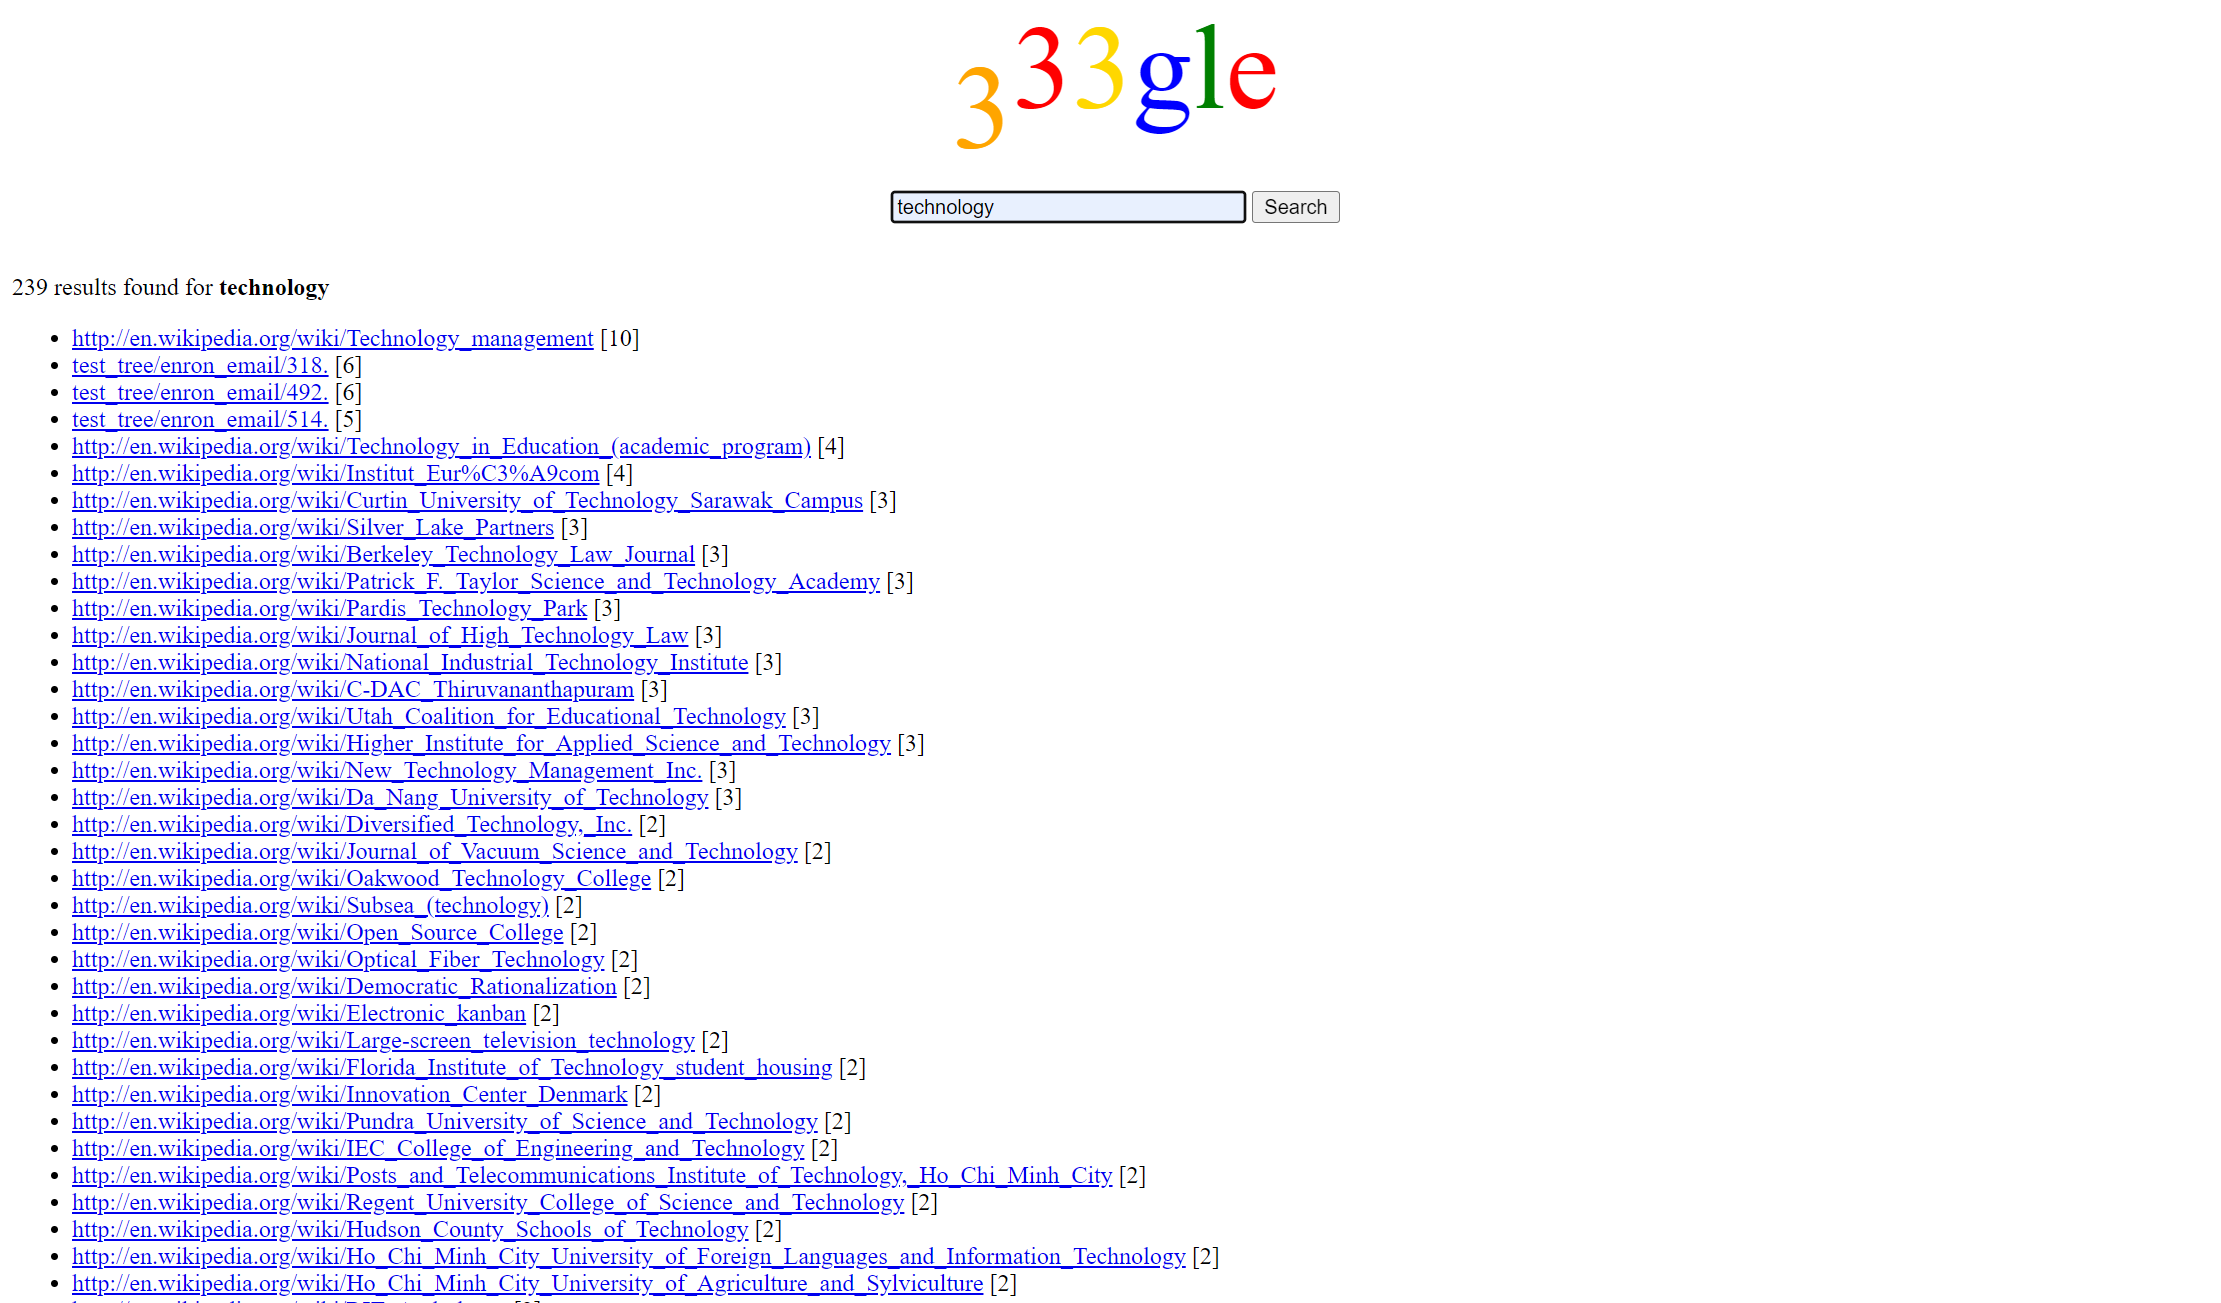 333gle
technology Search
239 results found for technology
http://en.wikipedia.org/wiki/Technology_management [10]
test_tree/enron_email/318. [6]
test_tree/enron_email/492. [6]
test_tree/enron_email/514. [5]
http://en.wikipedia.org/wiki/Technology_in_Education_(academic_program) [4]
http://en.wikipedia.org/wiki/Institut_Eur%C3%A9com [4]
http://en.wikipedia.org/wiki/Curtin_University_of_Technology_Sarawak_Campus [3]
http://en.wikipedia.org/wiki/Silver_Lake_Partners [3]
http://en.wikipedia.org/wiki/Berkeley_Technology_Law_Journal [3]
http://en.wikipedia.org/wiki/Patrick_F._Taylor_Science_and_Technology_Academy [3]
http://en.wikipedia.org/wiki/Pardis_Technology_Park [3]
http://en.wikipedia.org/wiki/Journal_of_High_Technology_Law [3]
http://en.wikipedia.org/wiki/National_Industrial_Technology_Institute [3]
http://en.wikipedia.org/wiki/C-DAC_Thiruvananthapuram [3]
http://en.wikipedia.org/wiki/Utah_Coalition_for_Educational_Technology [3]
http://en.wikipedia.org/wiki/Higher_Institute_for_Applied_Science_and_Technology [3]
http://en.wikipedia.org/wiki/New_Technology_Management_Inc. [3]
http://en.wikipedia.org/wiki/Da_Nang_University_of_Technology [3]
http://en.wikipedia.org/wiki/Diversified_Technology,_Inc. [2]
http://en.wikipedia.org/wiki/Journal_of_Vacuum_Science_and_Technology [2]
http://en.wikipedia.org/wiki/Oakwood_Technology_College [2]
http://en.wikipedia.org/wiki/Subsea_(technology) [2]
http://en.wikipedia.org/wiki/Open_Source_College [2]
http://en.wikipedia.org/wiki/Optical_Fiber_Technology [2]
http://en.wikipedia.org/wiki/Democratic_Rationalization [2]
http://en.wikipedia.org/wiki/Electronic_kanban [2]
http://en.wikipedia.org/wiki/Large-screen_television_technology [2]
http://en.wikipedia.org/wiki/Florida_Institute_of_Technology_student_housing [2]
http://en.wikipedia.org/wiki/Innovation_Center_Denmark [2]
http://en.wikipedia.org/wiki/Pundra_University_of_Science_and_Technology [2]
http://en.wikipedia.org/wiki/IEC_College_of_Engineering_and_Technology [2]
http://en.wikipedia.org/wiki/Posts_and_Telecommunications_Institute_of_Technology,_Ho_Chi_Minh_City [2]
http://en.wikipedia.org/wiki/Regent_University_College_of_Science_and_Technology [2]
http://en.wikipedia.org/wiki/Hudson_County_Schools_of_Technology [2]
http://en.wikipedia.org/wiki/Ho_Chi_Minh_City_University_of_Foreign_Languages_and_Information_Technology [2]
http://en.wikipedia.org/wiki/Ho_Chi_Minh_City_University_of_Agriculture_and_Sylviculture [2]